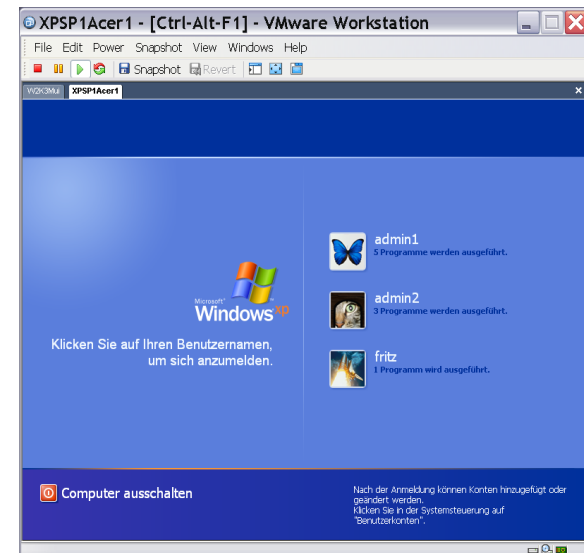 XPSP1Acer1 - [Ctrl-Alt-F1] - VMware Workstation
File Edit Power Snapshot View Windows Help
Snapshot Revert
W2K3Mul XPSP1Acer1
admin1
5 Programme werden ausgeführt.
admin2
3 Programme werden ausgeführt.
Microsoft
Windows xp
Klicken Sie auf Ihren Benutzernamen,
um sich anzumelden.
fritz
1 Programm wird ausgeführt.
Computer ausschalten
Nach der Anmeldung können Konten hinzugefügt oder
geändert werden.
Klicken Sie in der Systemsteuerung auf
"Benutzerkonten".